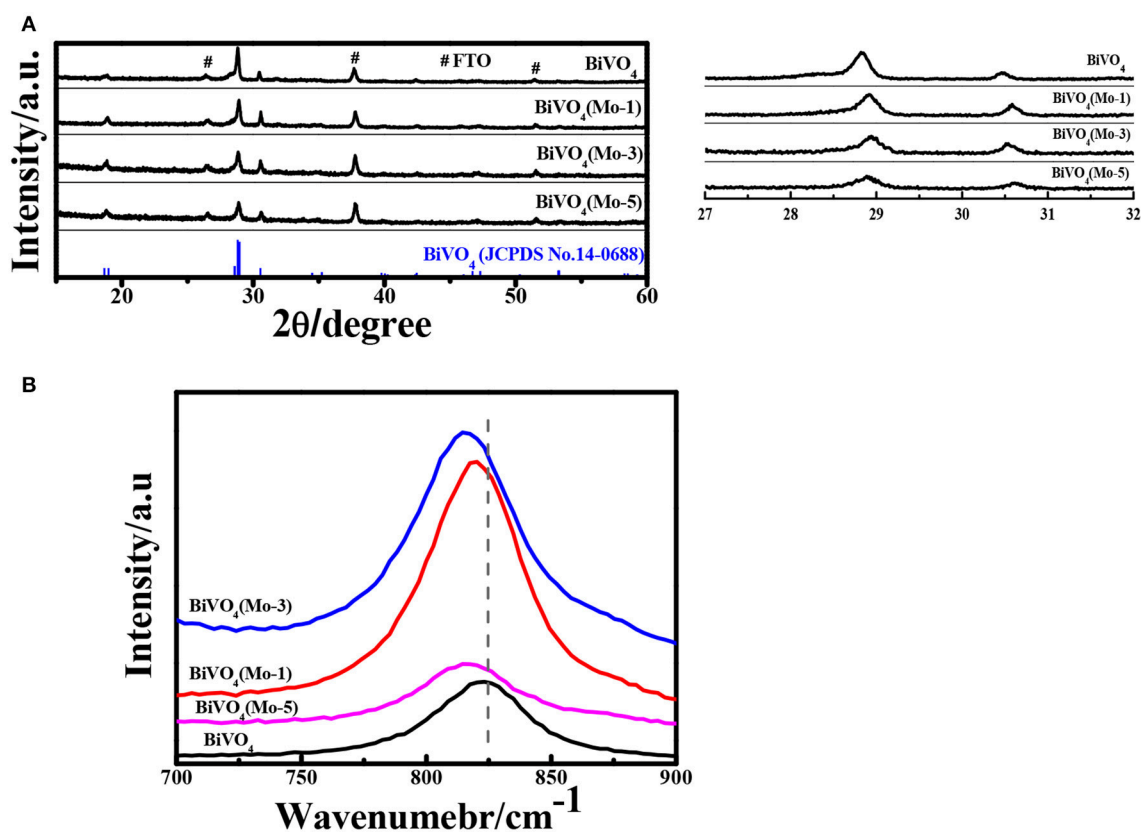 A
Intensity/a.u.
# # # FTO #
BiVO₄
BiVO₄(Mo-1)
BiVO₄(Mo-3)
BiVO₄(Mo-5)
BiVO₄ (JCPDS No.14-0688)
20 30 40 50 60
2θ/degree
BiVO₄
BiVO₄(Mo-1)
BiVO₄(Mo-3)
BiVO₄(Mo-5)
27 28 29 30 31 32
B
Intensity/a.u
BiVO₄(Mo-3)
BiVO₄(Mo-1)
BiVO₄(Mo-5)
BiVO₄
700 750 800 850 900
Wavenumebr/cm⁻¹